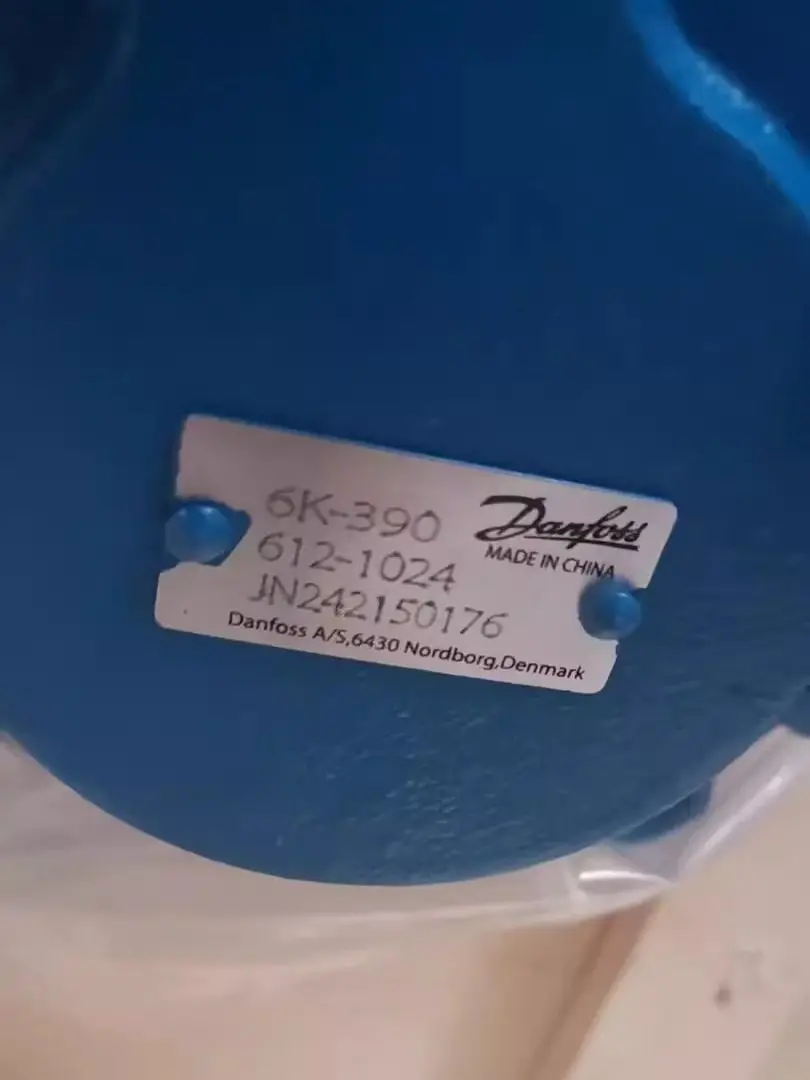 6K-390
Danfoss
612-1024
MADE IN CHINA
JN242150176
Danfoss A/S,6430 Nordborg,Denmark